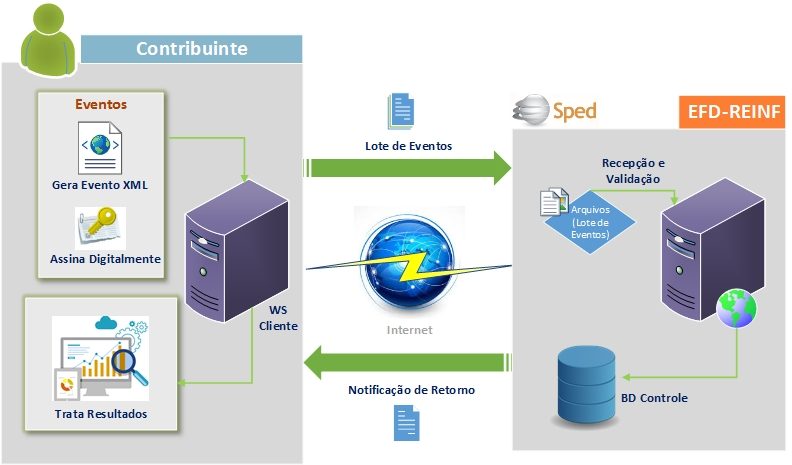 Contribuinte
Eventos
Gera Evento XML
Assina Digitalmente
WS
Cliente
Trata Resultados
Lote de Eventos
Internet
Notificação de Retorno
Sped
EFD-REINF
Recepção e
Validação
Arquivos
(Lote de
Eventos)
BD Controle